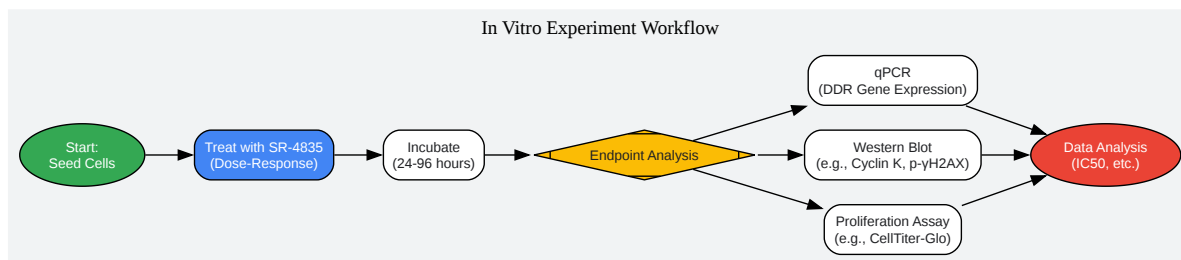 In Vitro Experiment Workflow
Start:
Seed Cells
Treat with SR-4835
(Dose-Response)
Incubate
(24-96 hours)
Endpoint Analysis
qPCR
(DDR Gene Expression)
Western Blot
(e.g., Cyclin K, p-γH2AX)
Proliferation Assay
(e.g., CellTiter-Glo)
Data Analysis
(IC50, etc.)